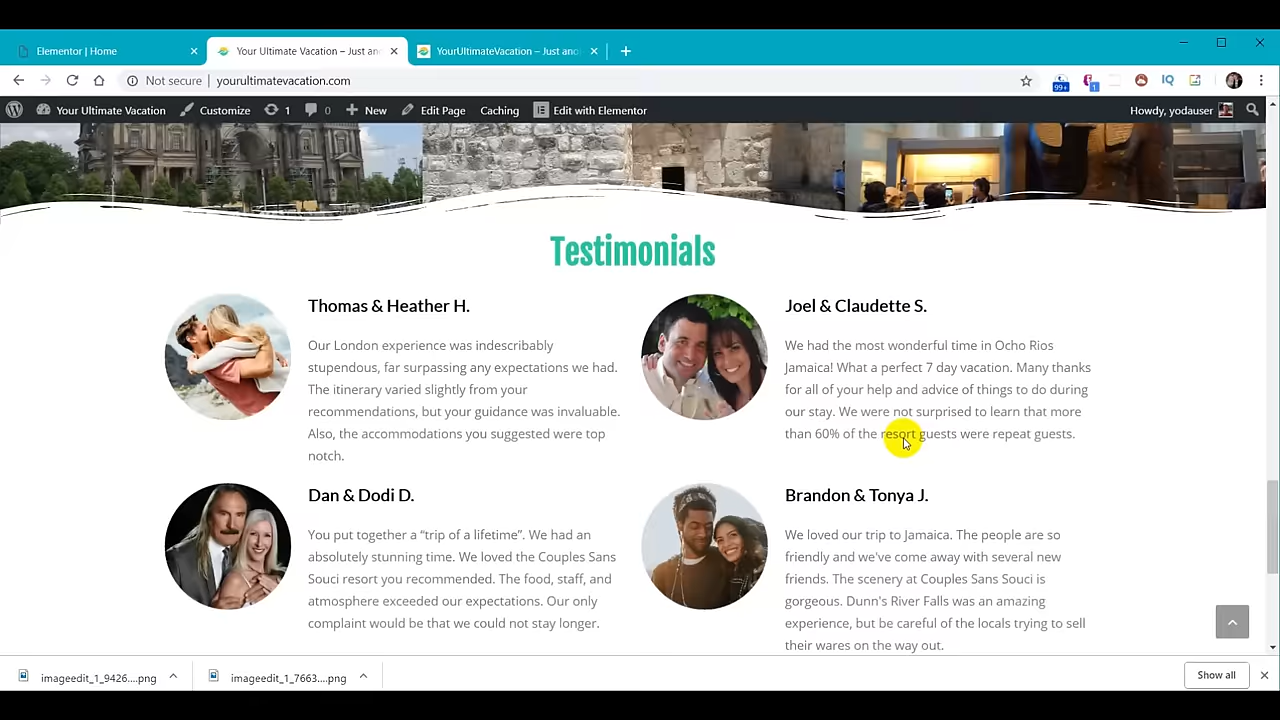 Elementor | Home
Your Ultimate Vacation – Just an
YourUltimateVacation – Just ano
Not secure | yourultimatevacation.com
99+
1
IQ
Your Ultimate Vacation
Customize
1
0
New
Edit Page
Caching
Edit with Elementor
Howdy, yodauser
Testimonials
Thomas & Heather H.
Our London experience was indescribably
stupendous, far surpassing any expectations we had.
The itinerary varied slightly from your
recommendations, but your guidance was invaluable.
Also, the accommodations you suggested were top
notch.
Joel & Claudette S.
We had the most wonderful time in Ocho Rios
Jamaica! What a perfect 7 day vacation. Many thanks
for all of your help and advice of things to do during
our stay. We were not surprised to learn that more
than 60% of the resort guests were repeat guests.
Dan & Dodi D.
You put together a “trip of a lifetime”. We had an
absolutely stunning time. We loved the Couples Sans
Souci resort you recommended. The food, staff, and
atmosphere exceeded our expectations. Our only
complaint would be that we could not stay longer.
Brandon & Tonya J.
We loved our trip to Jamaica. The people are so
friendly and we've come away with several new
friends. The scenery at Couples Sans Souci is
gorgeous. Dunn's River Falls was an amazing
experience, but be careful of the locals trying to sell
their wares on the way out.
imageedit_1_9426....png
imageedit_1_7663....png
Show all